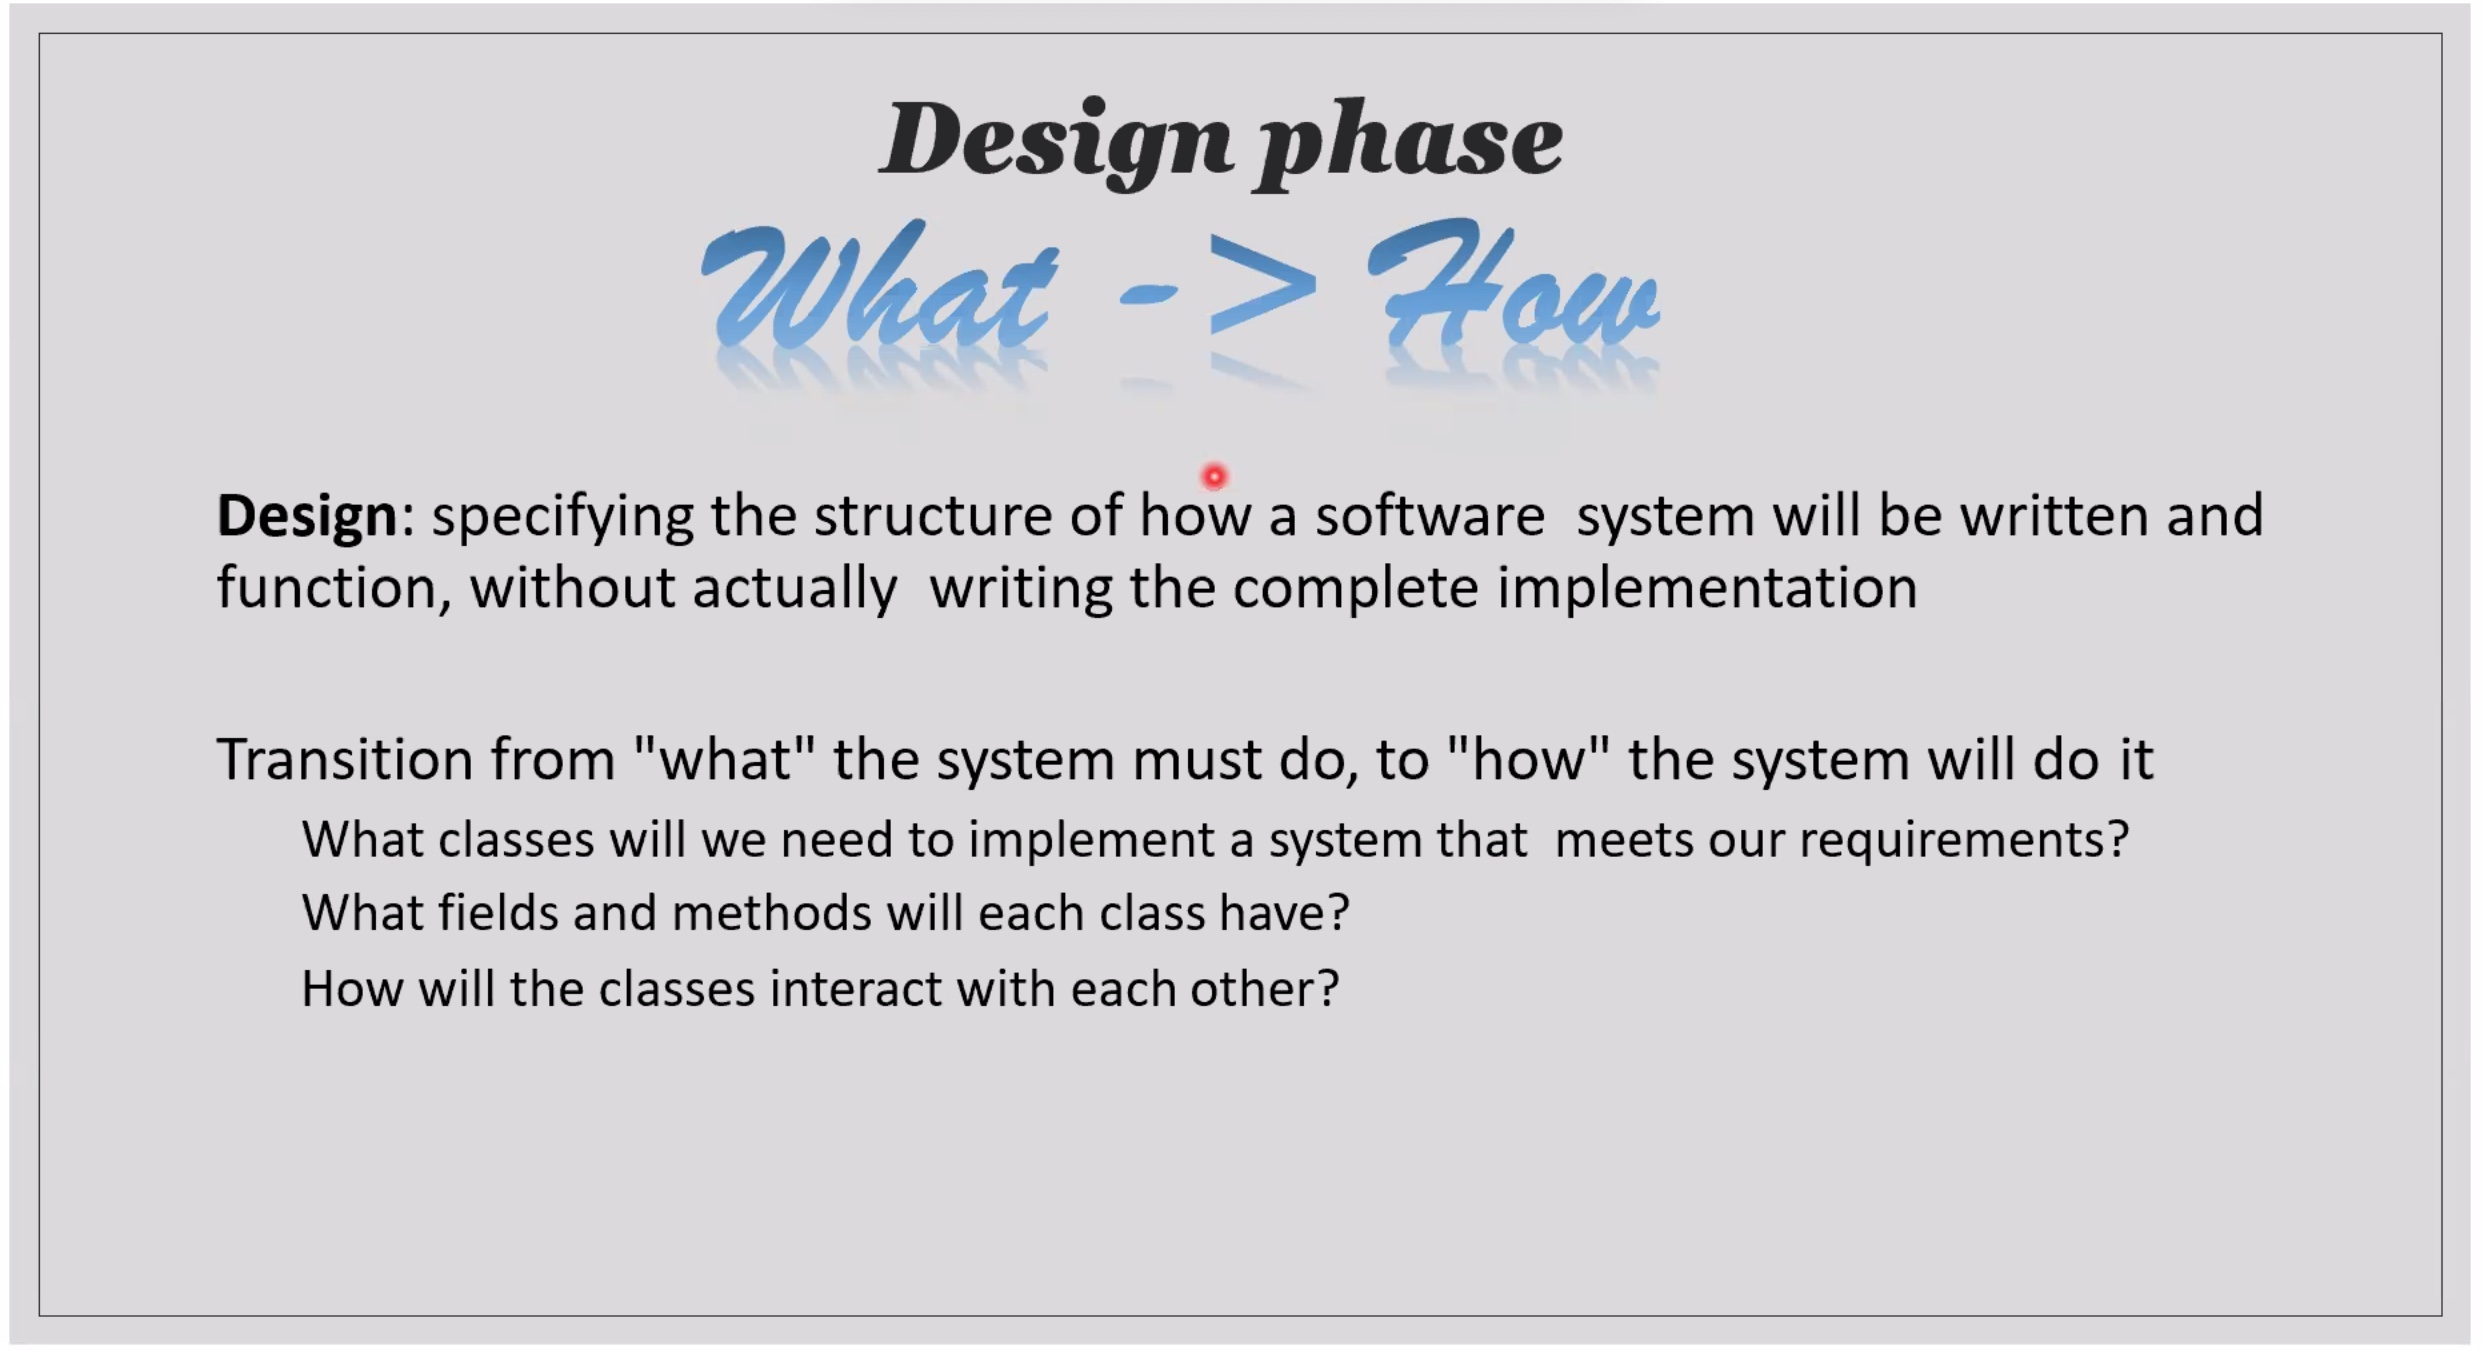 Design phase
What -> How
Design: specifying the structure of how a software  system will be written and
function, without actually  writing the complete implementation
Transition from "what" the system must do, to "how" the system will do it
What classes will we need to implement a system that  meets our requirements?
What fields and methods will each class have?
How will the classes interact with each other?